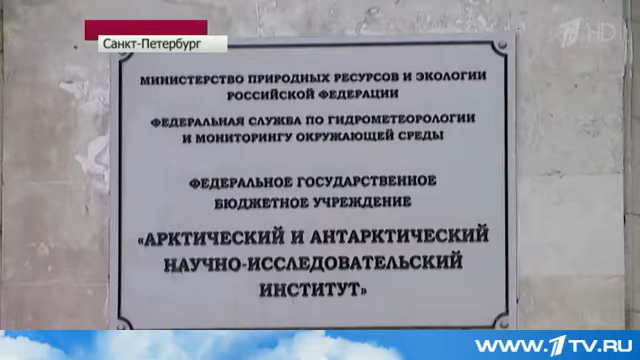 Санкт-Петербург
1 HD
МИНИСТЕРСТВО ПРИРОДНЫХ РЕСУРСОВ И ЭКОЛОГИИ
РОССИЙСКОЙ ФЕДЕРАЦИИ
ФЕДЕРАЛЬНАЯ СЛУЖБА ПО ГИДРОМЕТЕОРОЛОГИИ
И МОНИТОРИНГУ ОКРУЖАЮЩЕЙ СРЕДЫ
ФЕДЕРАЛЬНОЕ ГОСУДАРСТВЕННОЕ
БЮДЖЕТНОЕ УЧРЕЖДЕНИЕ
«АРКТИЧЕСКИЙ И АНТАРКТИЧЕСКИЙ
НАУЧНО-ИССЛЕДОВАТЕЛЬСКИЙ
ИНСТИТУТ»
WWW.1TV.RU